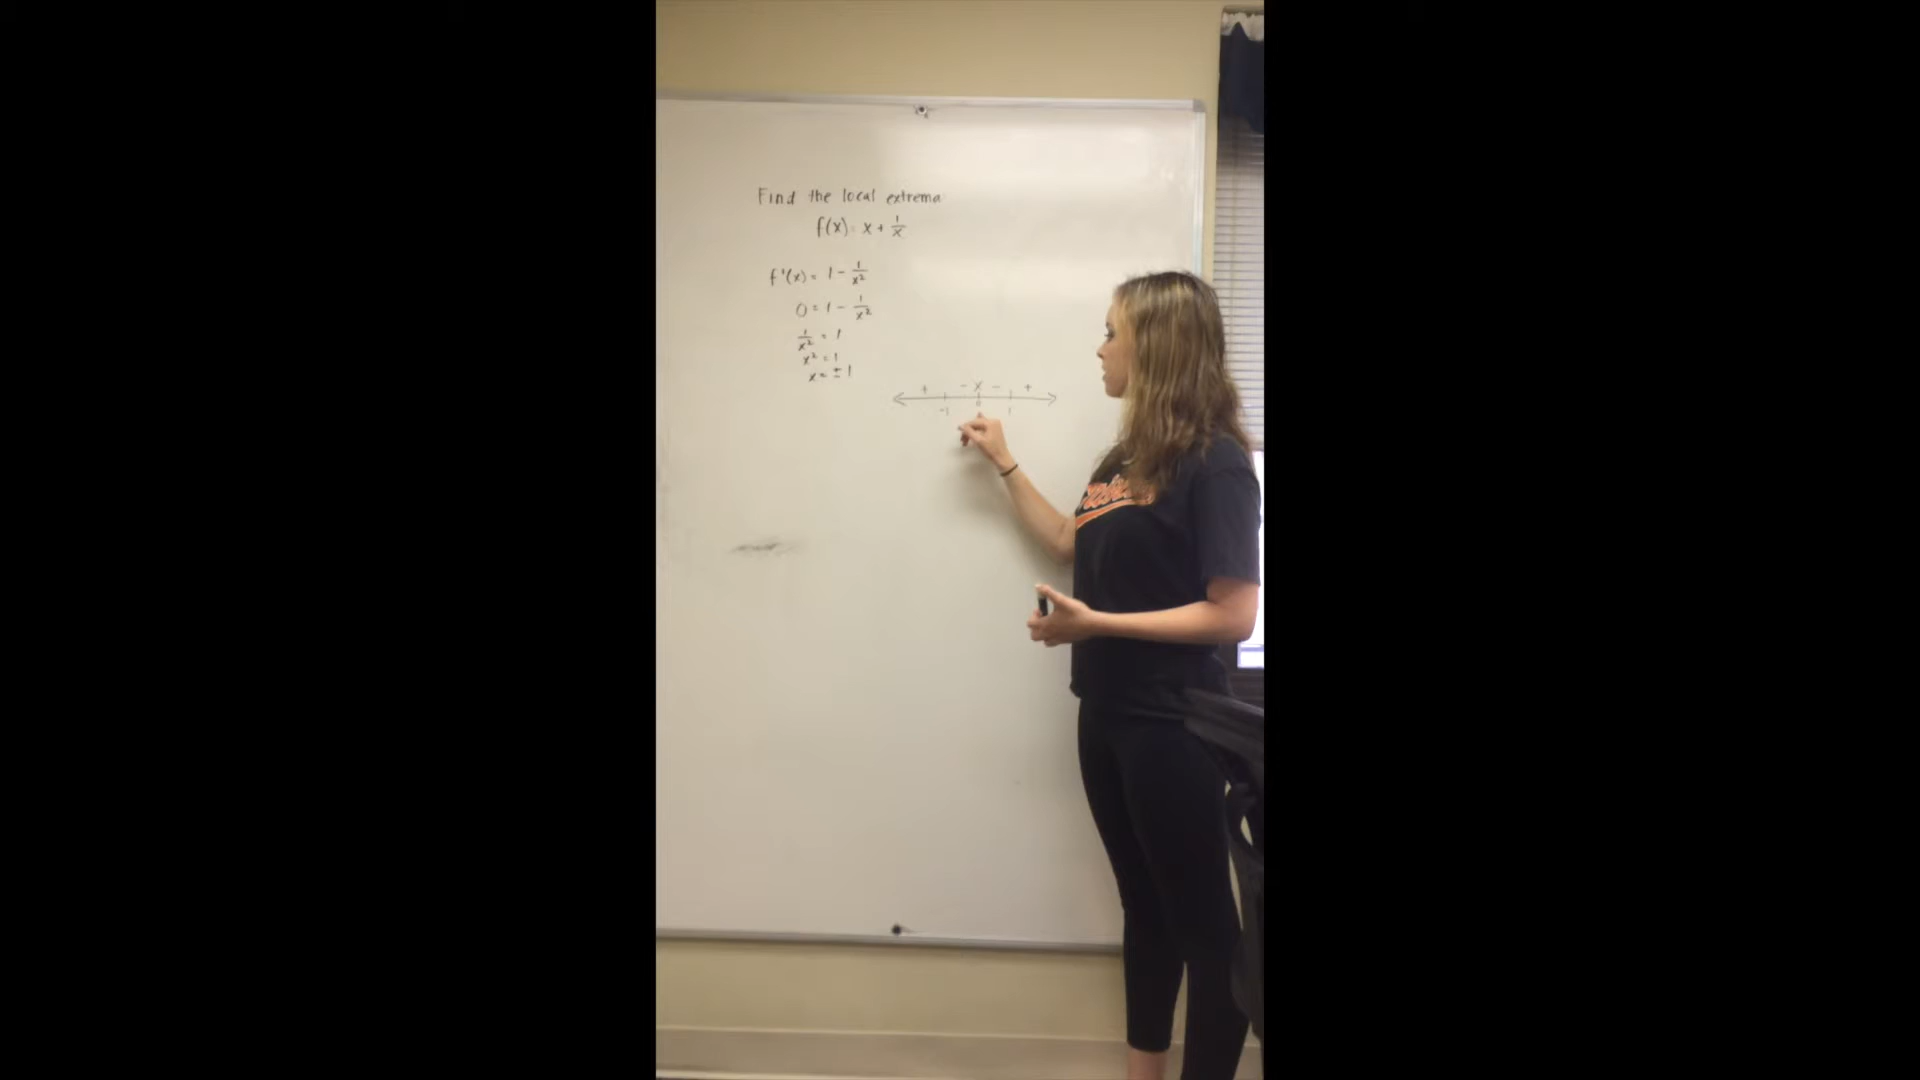 Find the local extrema
f(x) = x + 1/x
f'(x) = 1 - 1/x²
0 = 1 - 1/x²
1/x² = 1
x² = 1
x = ± 1
+ - X - +
-1 0 1